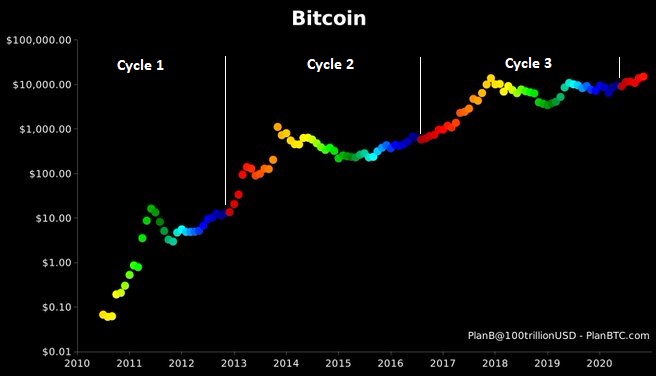 Bitcoin
$100,000.00
Cycle 1
Cycle 2
Cycle 3
$10,000.00
$1,000.00
$100.00
$10.00
$1.00
$0.10
PlanB@100trillionUSD - PlanBTC.com
$0.01
2010 2011 2012 2013 2014 2015 2016 2017 2018 2019 2020